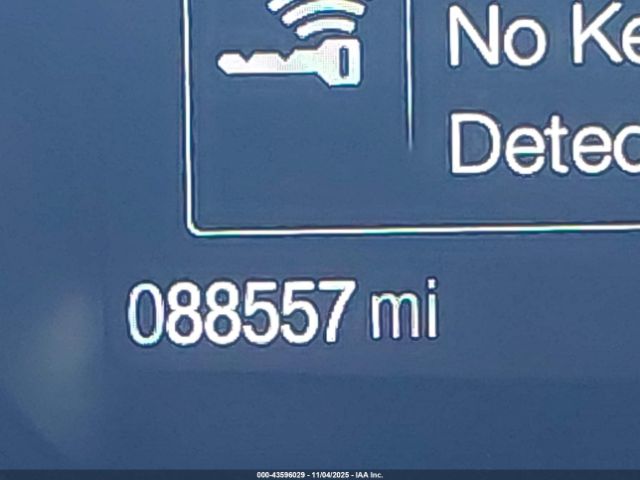 No Ke
Detec
088557 mi
000-43596029 - 11/04/2025 - IAA Inc.